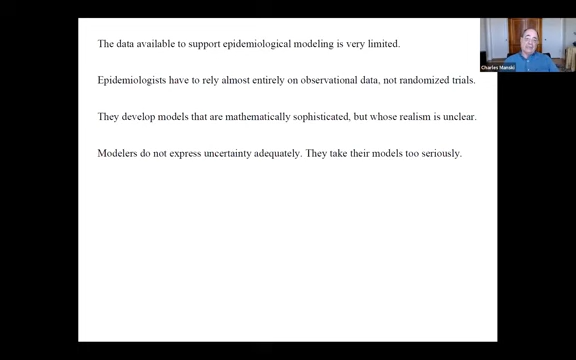 The data available to support epidemiological modeling is very limited.
Epidemiologists have to rely almost entirely on observational data, not randomized trials.
They develop models that are mathematically sophisticated, but whose realism is unclear.
Modelers do not express uncertainty adequately. They take their models too seriously.
Charles Manski